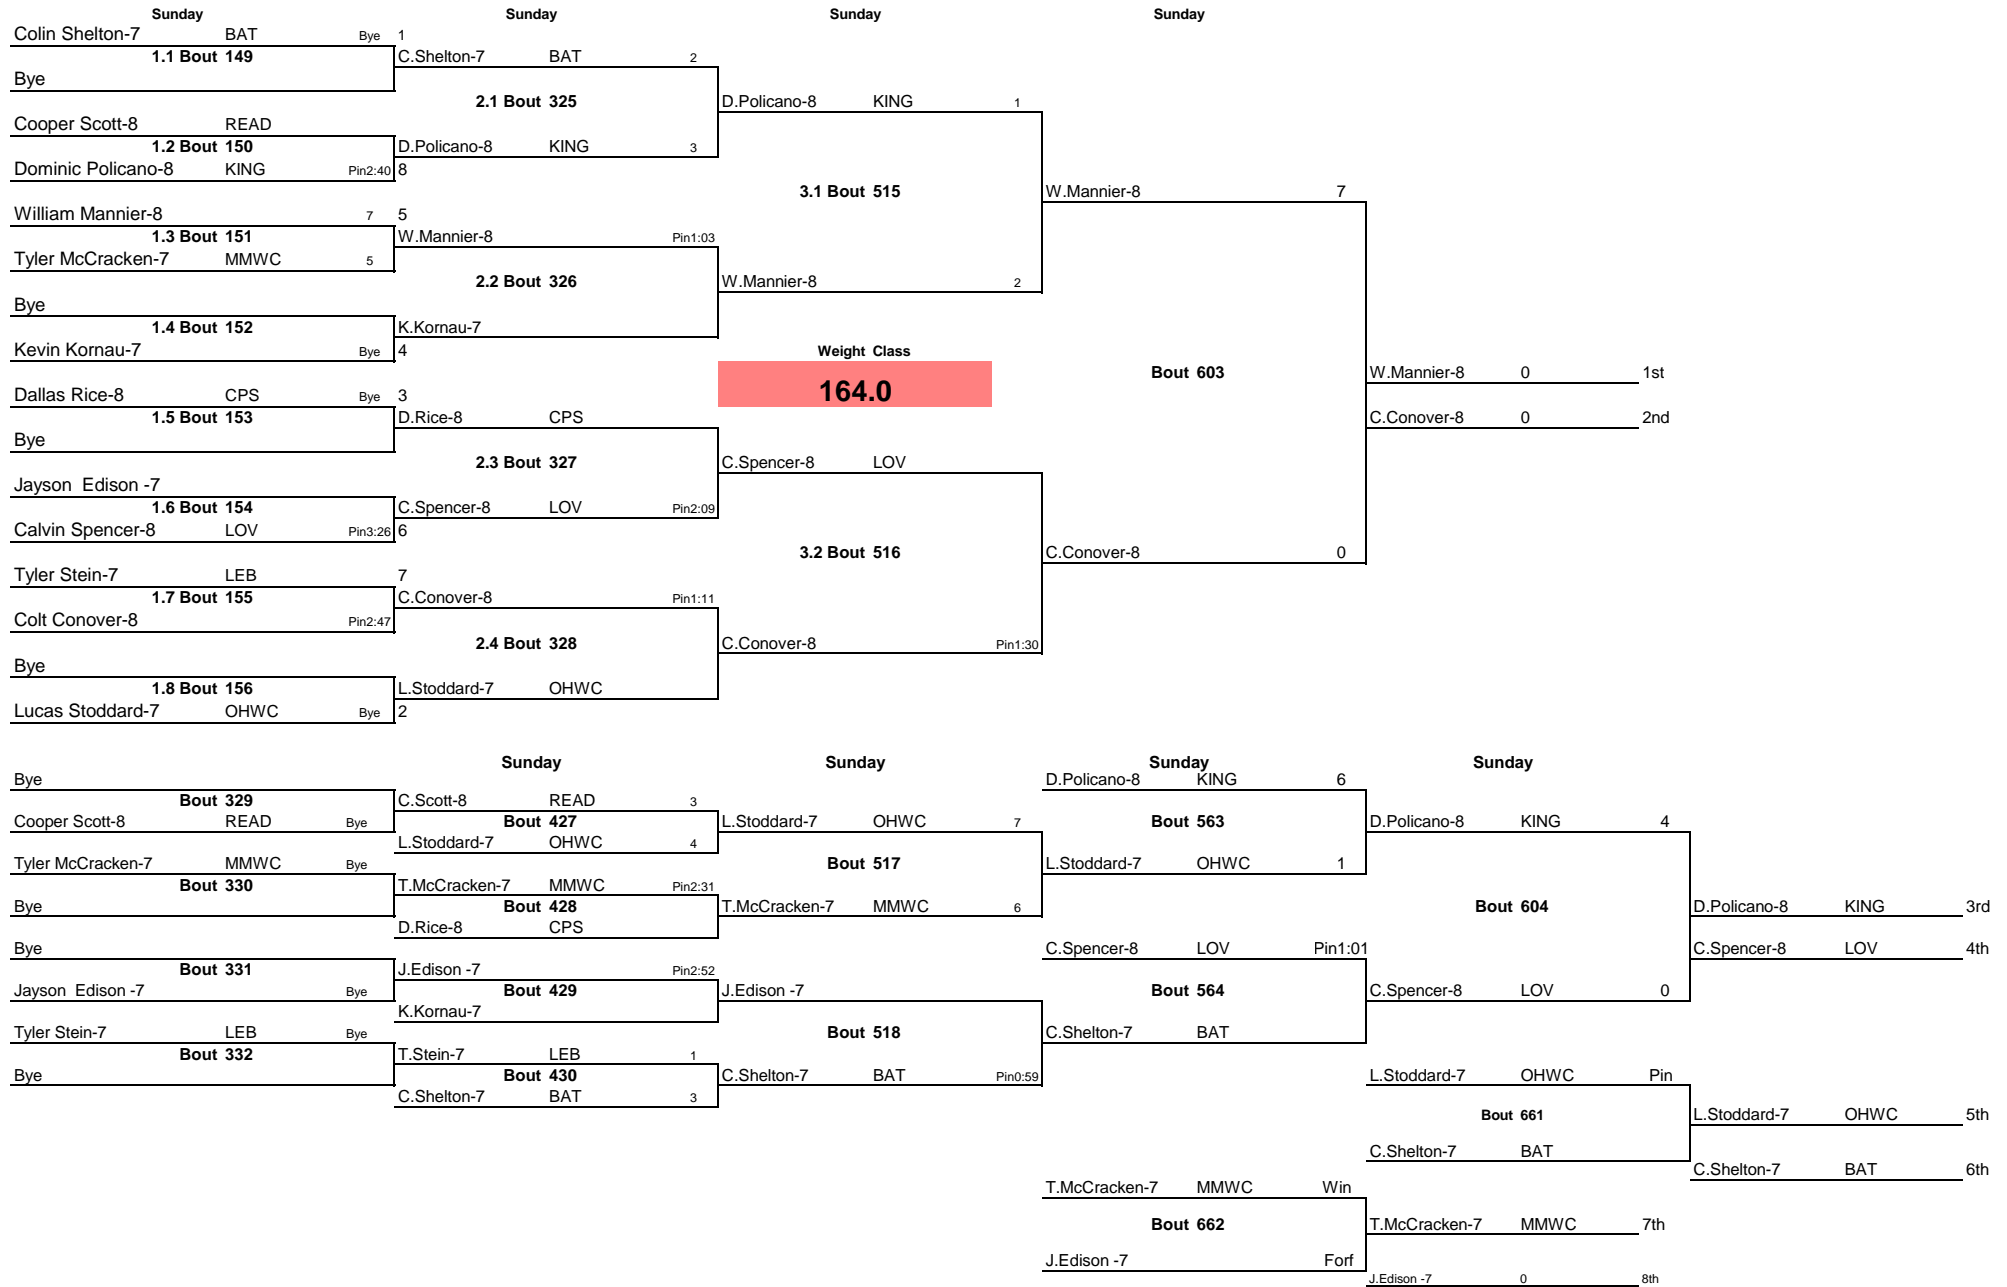 Sunday Sunday Sunday Sunday
Colin Shelton-7 BAT Bye 1
1.1 Bout 149 C.Shelton-7 BAT 2
Bye
2.1 Bout 325 D.Policano-8 KING 1
Cooper Scott-8 READ
1.2 Bout 150 D.Policano-8 KING 3
Dominic Policano-8 KING Pin2:40 8
3.1 Bout 515 W.Mannier-8 7
William Mannier-8 7 5
1.3 Bout 151 W.Mannier-8 Pin1:03
Tyler McCracken-7 MMWC 5
2.2 Bout 326 W.Mannier-8 2
Bye
1.4 Bout 152 K.Kornau-7
Kevin Kornau-7 Bye 4 Weight Class
Bout 603 W.Mannier-8 0 1st
Dallas Rice-8 CPS Bye 3 164.0
1.5 Bout 153 D.Rice-8 CPS C.Conover-8 0 2nd
Bye
2.3 Bout 327 C.Spencer-8 LOV
Jayson Edison -7
1.6 Bout 154 C.Spencer-8 LOV Pin2:09
Calvin Spencer-8 LOV Pin3:26 6
3.2 Bout 516 C.Conover-8 0
Tyler Stein-7 LEB 7
1.7 Bout 155 C.Conover-8 Pin1:11
Colt Conover-8 Pin2:47
2.4 Bout 328 C.Conover-8 Pin1:30
Bye
1.8 Bout 156 L.Stoddard-7 OHWC
Lucas Stoddard-7 OHWC Bye 2
Sunday Sunday Sunday Sunday
Bye D.Policano-8 KING 6
Bout 329 C.Scott-8 READ 3
Cooper Scott-8 READ Bye Bout 427 L.Stoddard-7 OHWC 7 Bout 563 D.Policano-8 KING 4
L.Stoddard-7 OHWC 4
Tyler McCracken-7 MMWC Bye Bout 517 L.Stoddard-7 OHWC 1
Bout 330 T.McCracken-7 MMWC Pin2:31
Bye Bout 428 T.McCracken-7 MMWC 6 Bout 604 D.Policano-8 KING 3rd
D.Rice-8 CPS
Bye C.Spencer-8 LOV Pin1:01 C.Spencer-8 LOV 4th
Bout 331 J.Edison -7 Pin2:52
Jayson Edison -7 Bye Bout 429 J.Edison -7 Bout 564 C.Spencer-8 LOV 0
K.Kornau-7
Tyler Stein-7 LEB Bye Bout 518 C.Shelton-7 BAT
Bout 332 T.Stein-7 LEB 1
Bye Bout 430 C.Shelton-7 BAT Pin0:59 L.Stoddard-7 OHWC Pin
C.Shelton-7 BAT 3
Bout 661 L.Stoddard-7 OHWC 5th
C.Shelton-7 BAT
C.Shelton-7 BAT 6th
T.McCracken-7 MMWC Win
Bout 662 T.McCracken-7 MMWC 7th
J.Edison -7 Forf
J.Edison -7 0 8th